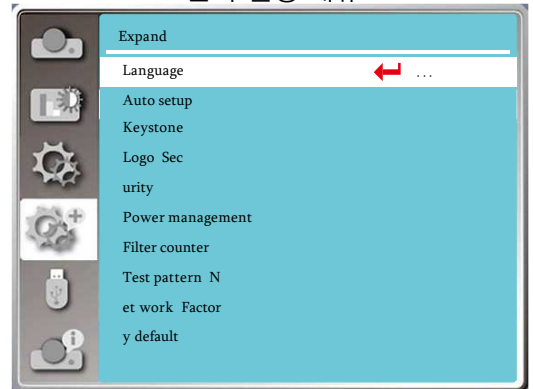 Expand
Language ...
Auto setup
Keystone
Logo Sec
urity
Power management
Filter counter
Test pattern N
et work Factor
y default